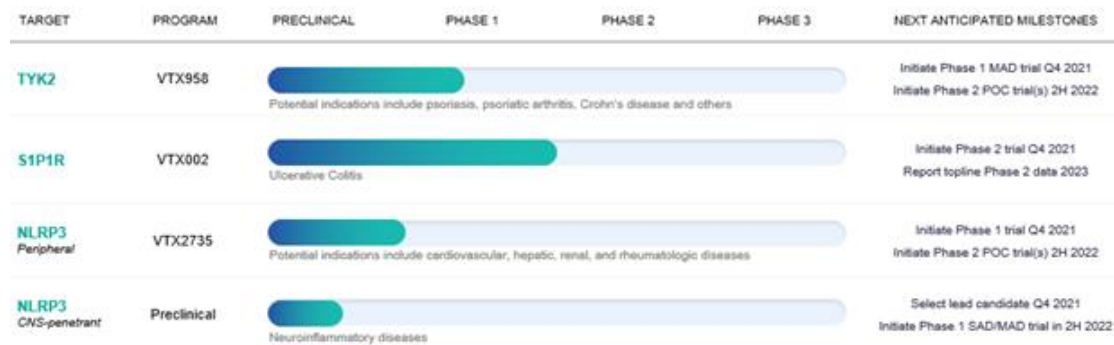 TARGET PROGRAM PRECLINICAL PHASE 1 PHASE 2 PHASE 3 NEXT ANTICIPATED MILESTONES
TYK2 VTX958
Potential indications include psoriasis, psoriatic arthritis, Crohn's disease and others
Initiate Phase 1 MAD trial Q4 2021
Initiate Phase 2 POC trial(s) 2H 2022
S1P1R VTX002
Ulcerative Colitis
Initiate Phase 2 trial Q4 2021
Report topline Phase 2 data 2023
NLRP3
Peripheral
VTX2735
Potential indications include cardiovascular, hepatic, renal, and rheumatologic diseases
Initiate Phase 1 trial Q4 2021
Initiate Phase 2 POC trial(s) 2H 2022
NLRP3
CNS-penetrant
Preclinical
Neuroinflammatory diseases
Select lead candidate Q4 2021
Initiate Phase 1 SAD/MAD trial in 2H 2022